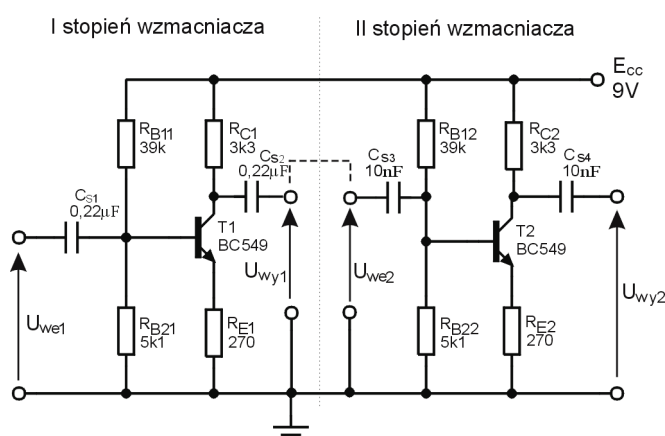 I stopień wzmacniacza
II stopień wzmacniacza
Ecc
9V
RB11
39k
RC1
3k3
CS2
0,22µF
CS1
0,22µF
T1
BC549
Uwy1
Uwe1
RB21
5k1
RE1
270
CS3
10nF
RB12
39k
RC2
3k3
CS4
10nF
T2
BC549
Uwe2
Uwy2
RB22
5k1
RE2
270